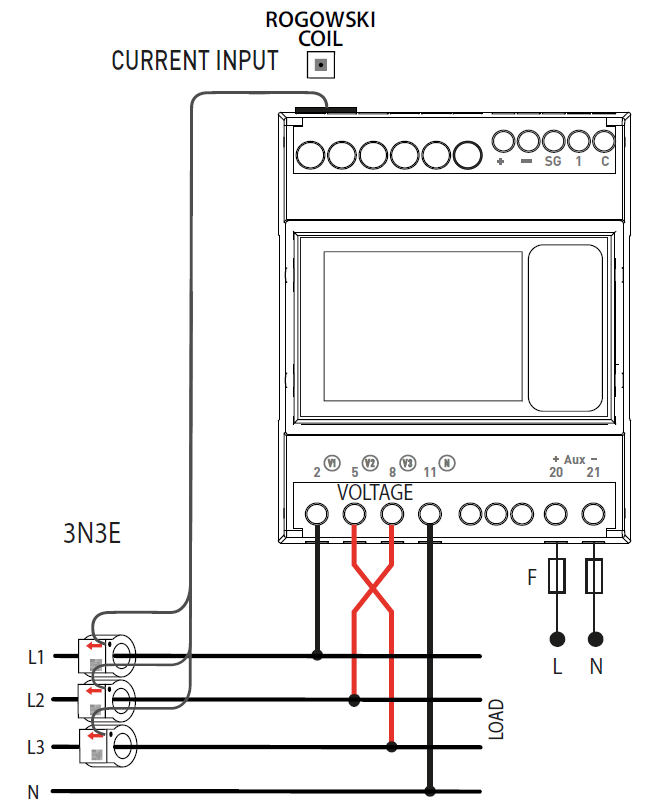 ROGOWSKI
COIL
CURRENT INPUT
+ − SG 1 C
V1 V2 V3 N + Aux −
2 5 8 11 20 21
VOLTAGE
3N3E
F
L N
L1
L2
L3
N
LOAD